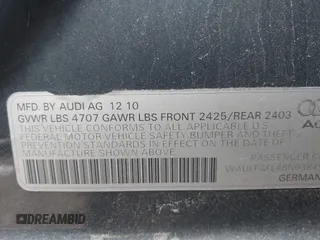 MFD. BY AUDI AG 12 10
GVWR LBS 4707 GAWR LBS FRONT 2425/REAR 2403
THIS VEHICLE CONFORMS TO ALL APPLICABLE U.S.
FEDERAL MOTOR VEHICLE SAFETY,BUMPER AND THEFT
PREVENTION STANDARDS IN EFFECT ON THE
DATE OF MANUFACTURE SHOWN ABOVE
PASSENGER
GERMAN
DREAMBID